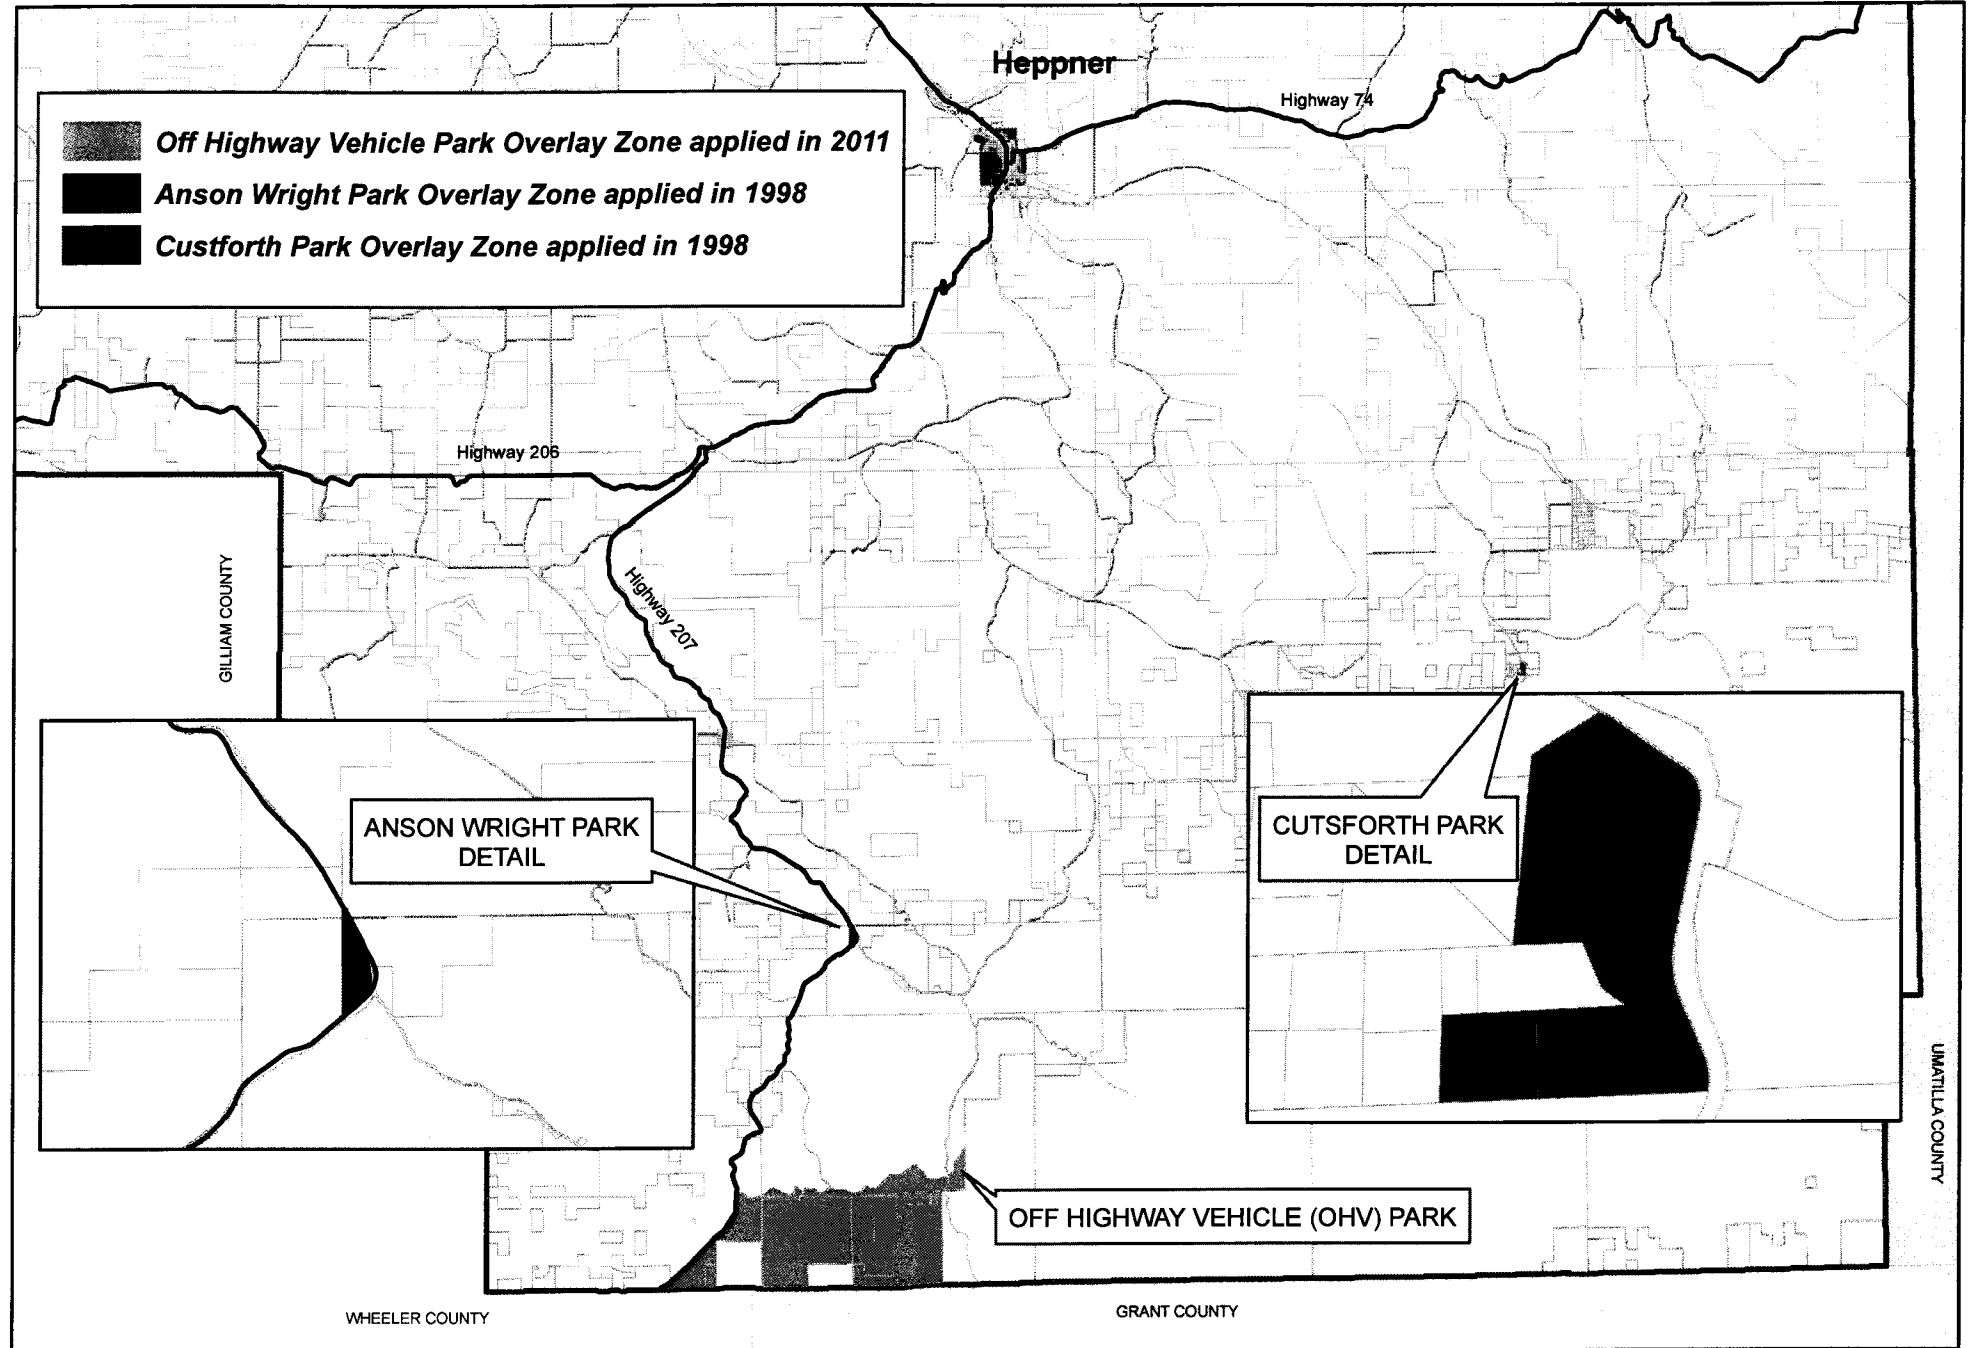 Heppner
Highway 74
Off Highway Vehicle Park Overlay Zone applied in 2011
Anson Wright Park Overlay Zone applied in 1998
Custforth Park Overlay Zone applied in 1998
Highway 206
GILLIAM COUNTY
Highway 207
ANSON WRIGHT PARK
DETAIL
CUTSFORTH PARK
DETAIL
UMATILLA COUNTY
OFF HIGHWAY VEHICLE (OHV) PARK
WHEELER COUNTY
GRANT COUNTY